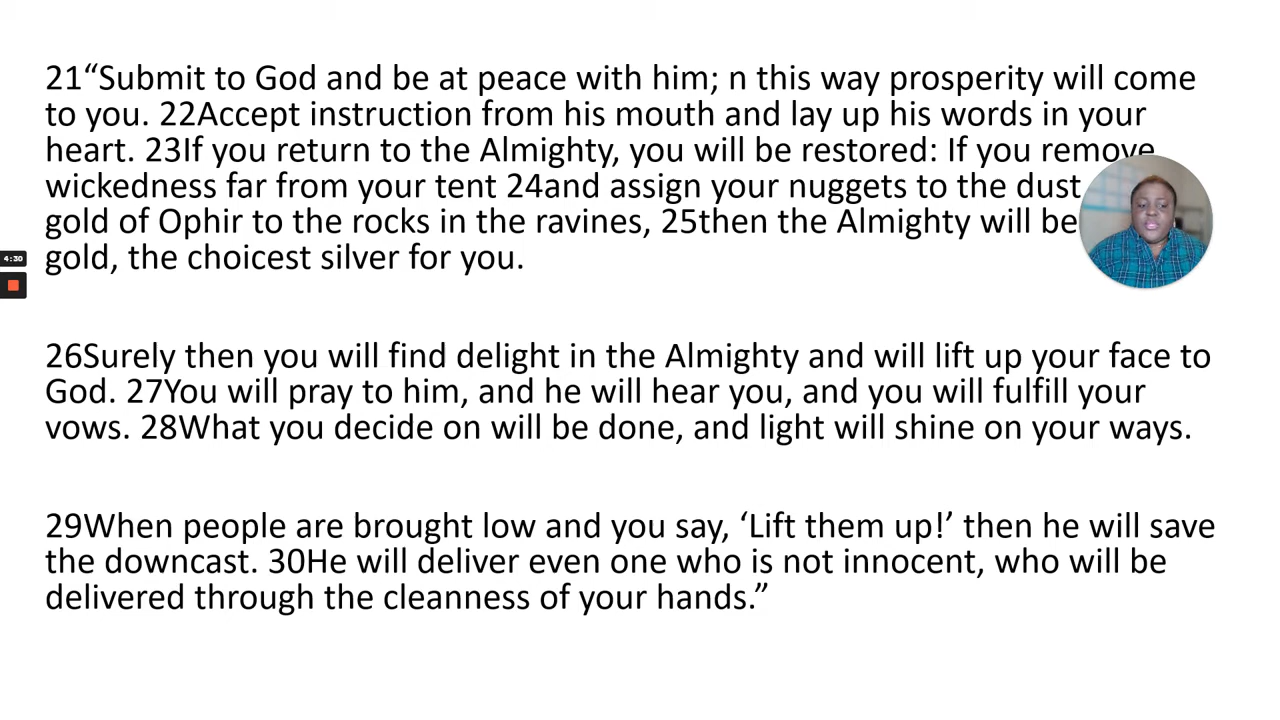 21“Submit to God and be at peace with him; n this way prosperity will come
to you. 22Accept instruction from his mouth and lay up his words in your
heart. 23If you return to the Almighty, you will be restored: If you remove
wickedness far from your tent 24and assign your nuggets to the dust
gold of Ophir to the rocks in the ravines, 25then the Almighty will be
4:30
gold, the choicest silver for you.
26Surely then you will find delight in the Almighty and will lift up your face to
God. 27You will pray to him, and he will hear you, and you will fulfill your
vows. 28What you decide on will be done, and light will shine on your ways.
29When people are brought low and you say, ‘Lift them up!’ then he will save
the downcast. 30He will deliver even one who is not innocent, who will be
delivered through the cleanness of your hands.”